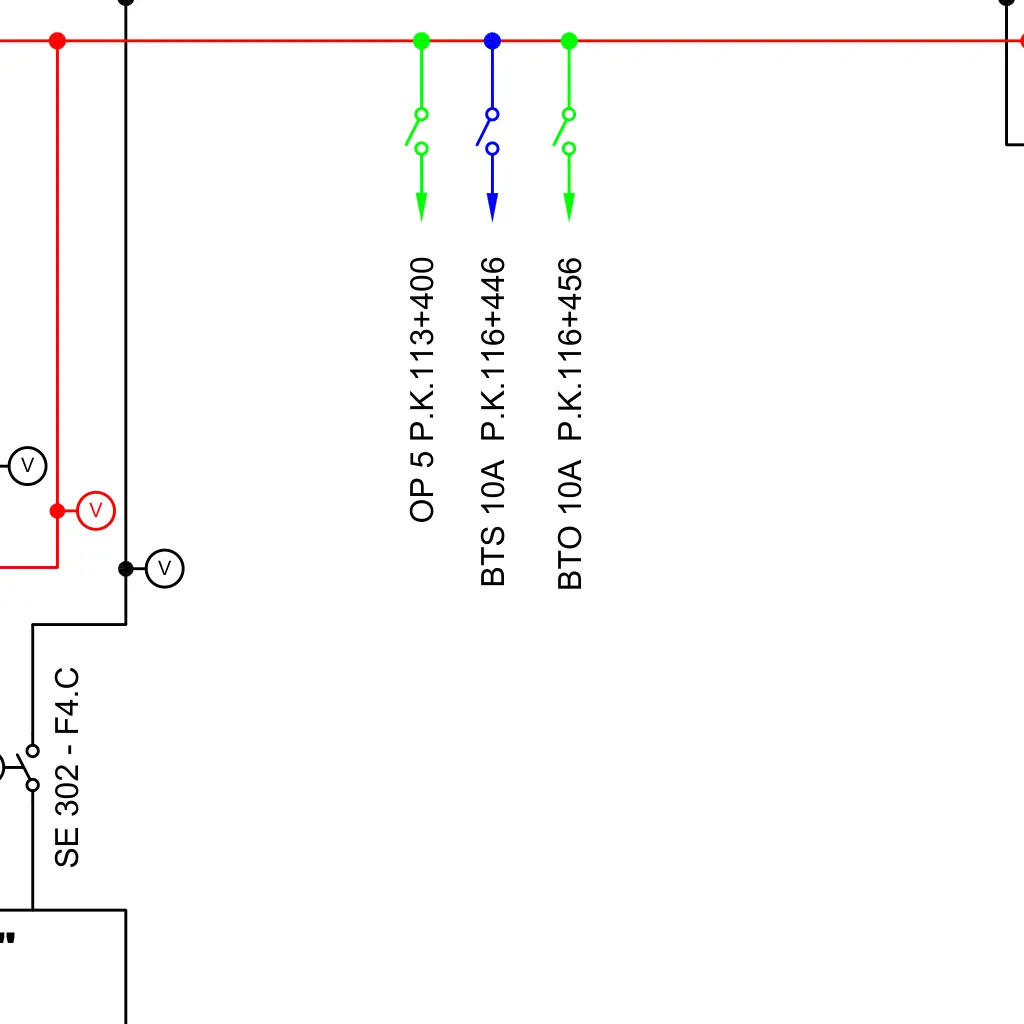 OP 5 P.K.113+400
BTS 10A P.K.116+446
BTO 10A P.K.116+456
V
V
V
SE 302 - F4.C
"